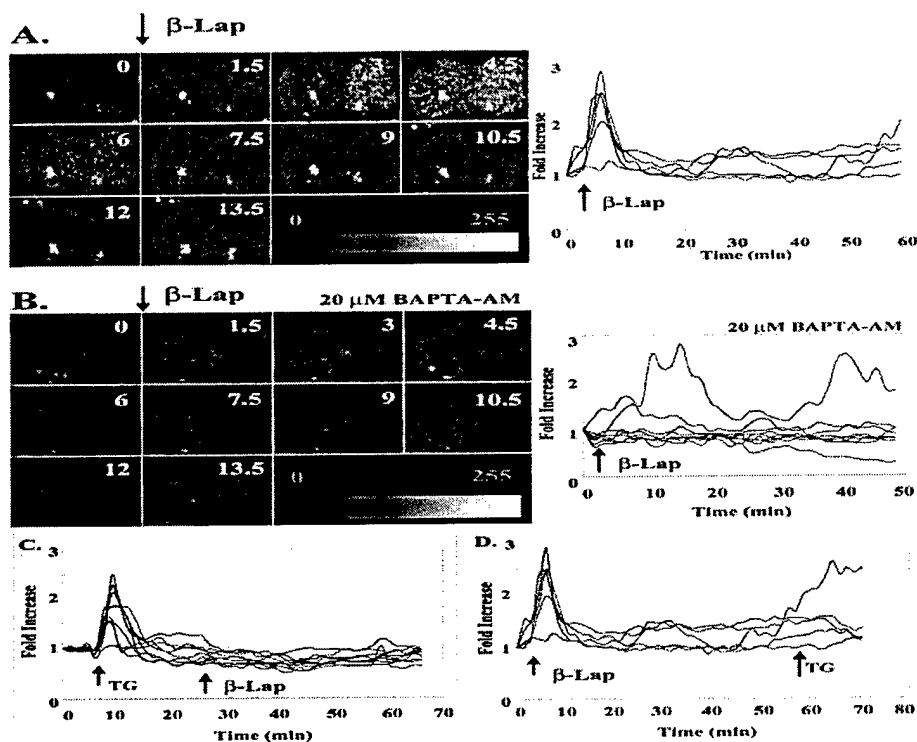 A. ↓ β-Lap
0 1.5 3 4.5
6 7.5 9 10.5
12 13.5 0 255
3
2
1
0
Fold Increase
↑ β-Lap
0 10 20 30 40 50 60
Time (min)
B. ↓ β-Lap 20 μM BAPTA-AM
0 1.5 3 4.5
6 7.5 9 10.5
12 13.5 0 255
20 μM BAPTA-AM
3
2
1
0
Fold Increase
↑ β-Lap
0 10 20 30 40 50
Time (min)
C.
3
2
1
0
Fold Increase
↑ TG ↑ β-Lap
0 10 20 30 40 50 60 70
Time (min)
D.
3
2
1
0
Fold Increase
↑ β-Lap ↑ TG
0 10 20 30 40 50 60 70 80
Time (min)